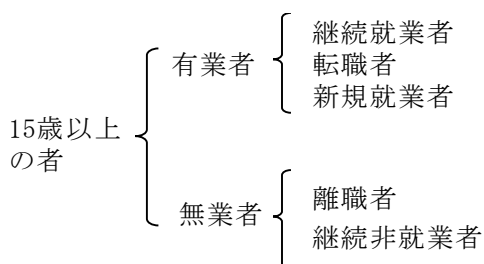 15歳以上
の者
有業者
継続就業者
転職者
新規就業者
無業者
離職者
継続非就業者